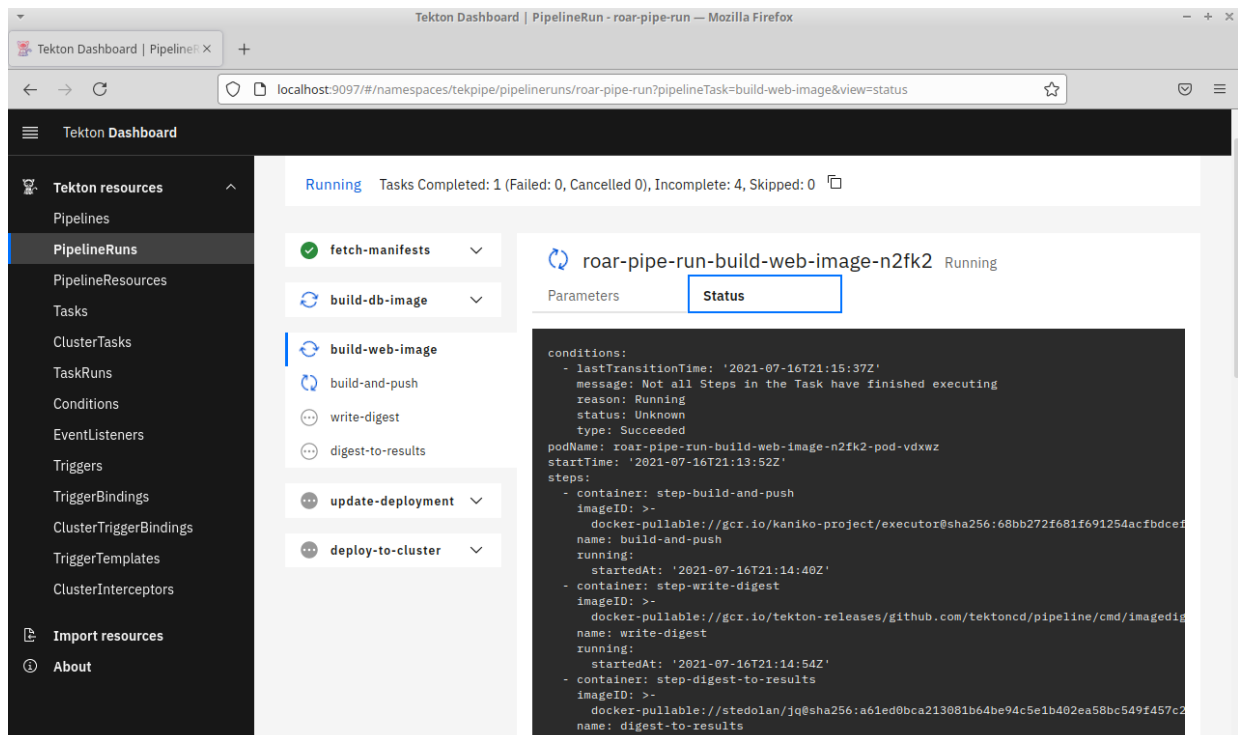 Tekton Dashboard | PipelineRun - roar-pipe-run — Mozilla Firefox
Tekton Dashboard | PipelineR
localhost:9097/#/namespaces/tekpipe/pipelineruns/roar-pipe-run?pipelineTask=build-web-image&view=status
Tekton Dashboard
Tekton resources
Pipelines
PipelineRuns
PipelineResources
Tasks
ClusterTasks
TaskRuns
Conditions
EventListeners
Triggers
TriggerBindings
ClusterTriggerBindings
TriggerTemplates
ClusterInterceptors
Import resources
About
Running Tasks Completed: 1 (Failed: 0, Cancelled 0), Incomplete: 4, Skipped: 0
fetch-manifests
build-db-image
build-web-image
build-and-push
write-digest
digest-to-results
update-deployment
deploy-to-cluster
roar-pipe-run-build-web-image-n2fk2 Running
Parameters Status
conditions:
- lastTransitionTime: '2021-07-16T21:15:37Z'
message: Not all Steps in the Task have finished executing
reason: Running
status: Unknown
type: Succeeded
podName: roar-pipe-run-build-web-image-n2fk2-pod-vdxwz
startTime: '2021-07-16T21:13:52Z'
steps:
- container: step-build-and-push
imageID: >-
docker-pullable://gcr.io/kaniko-project/executor@sha256:68bb272f681f691254acfbdcef
name: build-and-push
running:
startedAt: '2021-07-16T21:14:40Z'
- container: step-write-digest
imageID: >-
docker-pullable://gcr.io/tekton-releases/github.com/tektoncd/pipeline/cmd/imagedig
name: write-digest
running:
startedAt: '2021-07-16T21:14:54Z'
- container: step-digest-to-results
imageID: >-
docker-pullable://stedolan/jq@sha256:a61ed0bca213081b64be94c5e1b402ea58bc549f457c2
name: digest-to-results